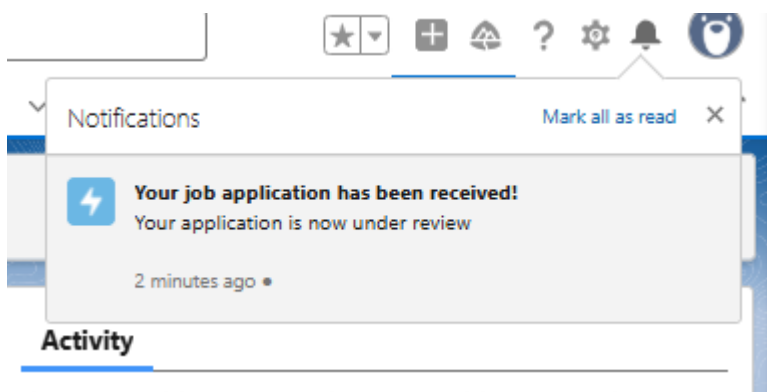 ?
Notifications
Mark all as read
Your job application has been received!
Your application is now under review
2 minutes ago
Activity